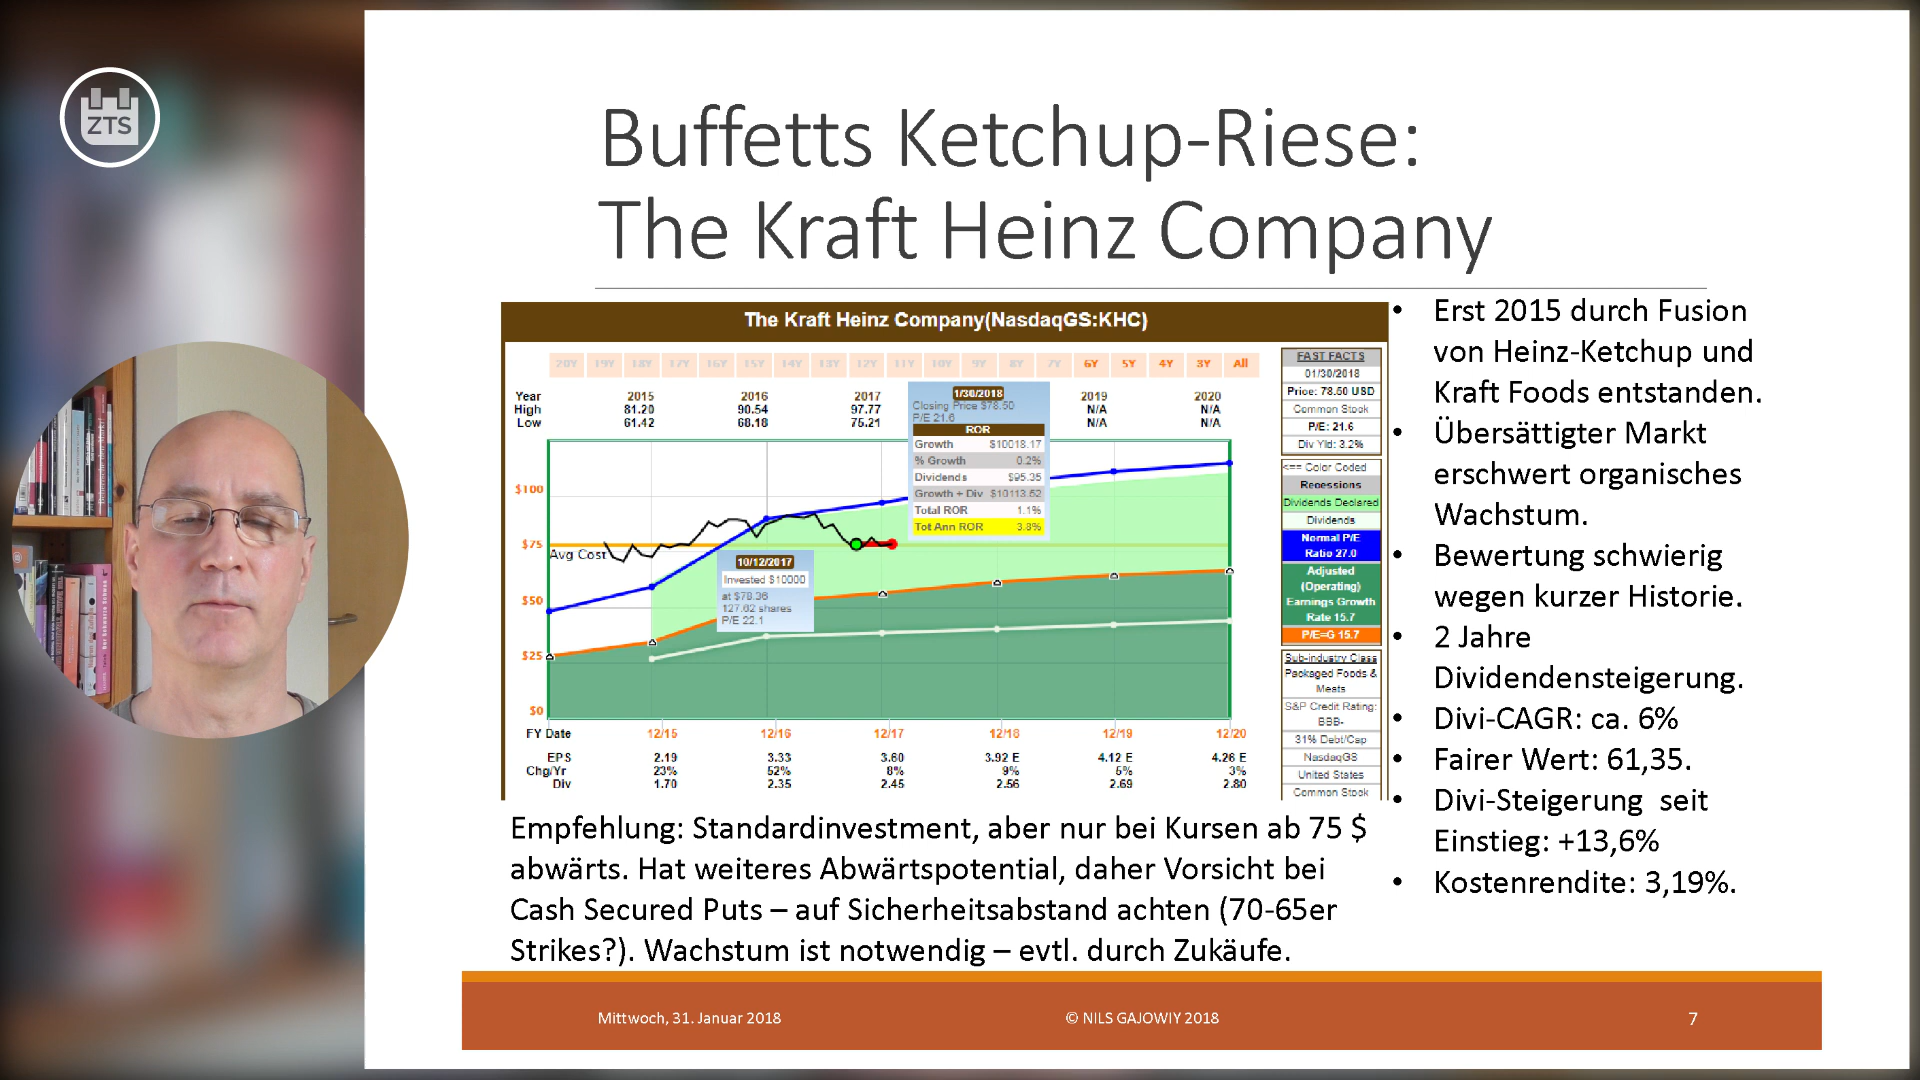 ZTS
Buffetts Ketchup-Riese:
The Kraft Heinz Company
The Kraft Heinz Company(NasdaqGS:KHC)
20Y 19Y 18Y 17Y 16Y 15Y 14Y 13Y 12Y 11Y 10Y 9Y 8Y 7Y 6Y 5Y 4Y 3Y All
Year 2015 2016 2017 2019 2020
High 81.20 90.54 97.77 N/A N/A
Low 61.42 68.18 75.21 N/A N/A
1/30/2018
Closing Price $78.50
P/E 21.6
ROR
Growth $10018.17
% Growth 0.2%
Dividends $95.35
Growth + Div $10113.52
Total ROR 1.1%
Tot Ann ROR 3.8%
$100
$75
Avg Cost
$50
$25
$0
10/12/2017
Invested $10000
at $78.36
127.62 shares
P/E 22.1
FY Date 12/15 12/16 12/17 12/18 12/19 12/20
EPS 2.19 3.33 3.60 3.92 E 4.12 E 4.26 E
Chg/Yr 23% 52% 8% 9% 5% 3%
Div 1.70 2.35 2.45 2.56 2.69 2.80
FAST FACTS
01/30/2018
Price: 78.50 USD
Common Stock
P/E: 21.6
Div Yld: 3.2%
<== Color Coded
Recessions
Dividends Declared
Dividends
Normal P/E
Ratio 27.0
Adjusted
(Operating)
Earnings Growth
Rate 15.7
P/E=G 15.7
Sub-industry Class
Packaged Foods &
Meats
S&P Credit Rating:
BBB-
31% Debt/Cap
NasdaqGS
United States
Common Stock
• Erst 2015 durch Fusion
von Heinz-Ketchup und
Kraft Foods entstanden.
• Übersättigter Markt
erschwert organisches
Wachstum.
• Bewertung schwierig
wegen kurzer Historie.
• 2 Jahre
Dividendensteigerung.
• Divi-CAGR: ca. 6%
• Fairer Wert: 61,35.
• Divi-Steigerung seit
Einstieg: +13,6%
• Kostenrendite: 3,19%.
Empfehlung: Standardinvestment, aber nur bei Kursen ab 75 $
abwärts. Hat weiteres Abwärtspotential, daher Vorsicht bei
Cash Secured Puts – auf Sicherheitsabstand achten (70-65er
Strikes?). Wachstum ist notwendig – evtl. durch Zukäufe.
Mittwoch, 31. Januar 2018
© NILS GAJOWIY 2018
7